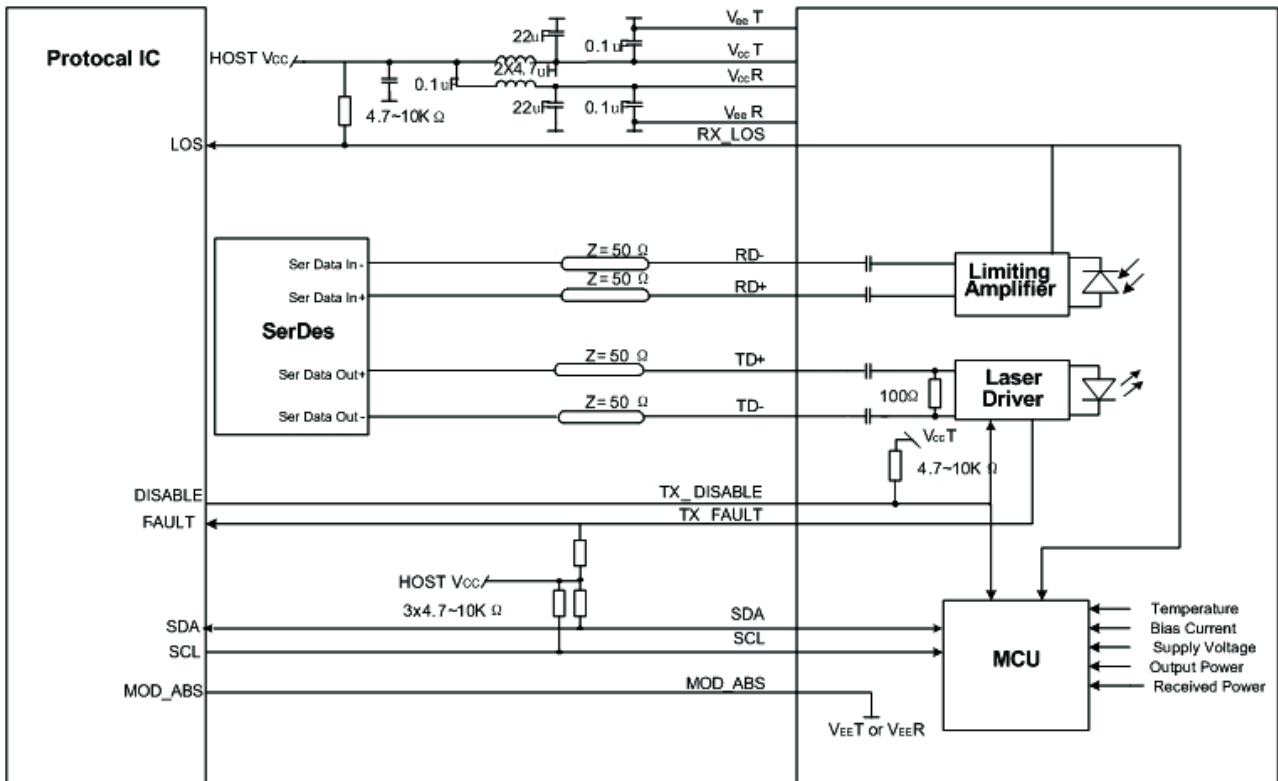 Protocal IC
HOST Vcc
22uF
0.1uF
VeeT
VccT
2X4.7uH
0.1uF
VccR
4.7~10K Ω
22uF
0.1uF
VeeR
LOS
RX_LOS
SerDes
Ser Data In-
Ser Data In+
Ser Data Out+
Ser Data Out-
Z= 50 Ω
Z= 50 Ω
Z= 50 Ω
Z= 50 Ω
RD-
RD+
TD+
TD-
Limiting
Amplifier
100Ω
Laser
Driver
VccT
4.7~10K Ω
DISABLE
TX_DISABLE
FAULT
TX_FAULT
HOST Vcc
3x4.7~10K Ω
SDA
SDA
SCL
SCL
MOD_ABS
MOD_ABS
VEET or VEER
MCU
Temperature
Bias Current
Supply Voltage
Output Power
Received Power